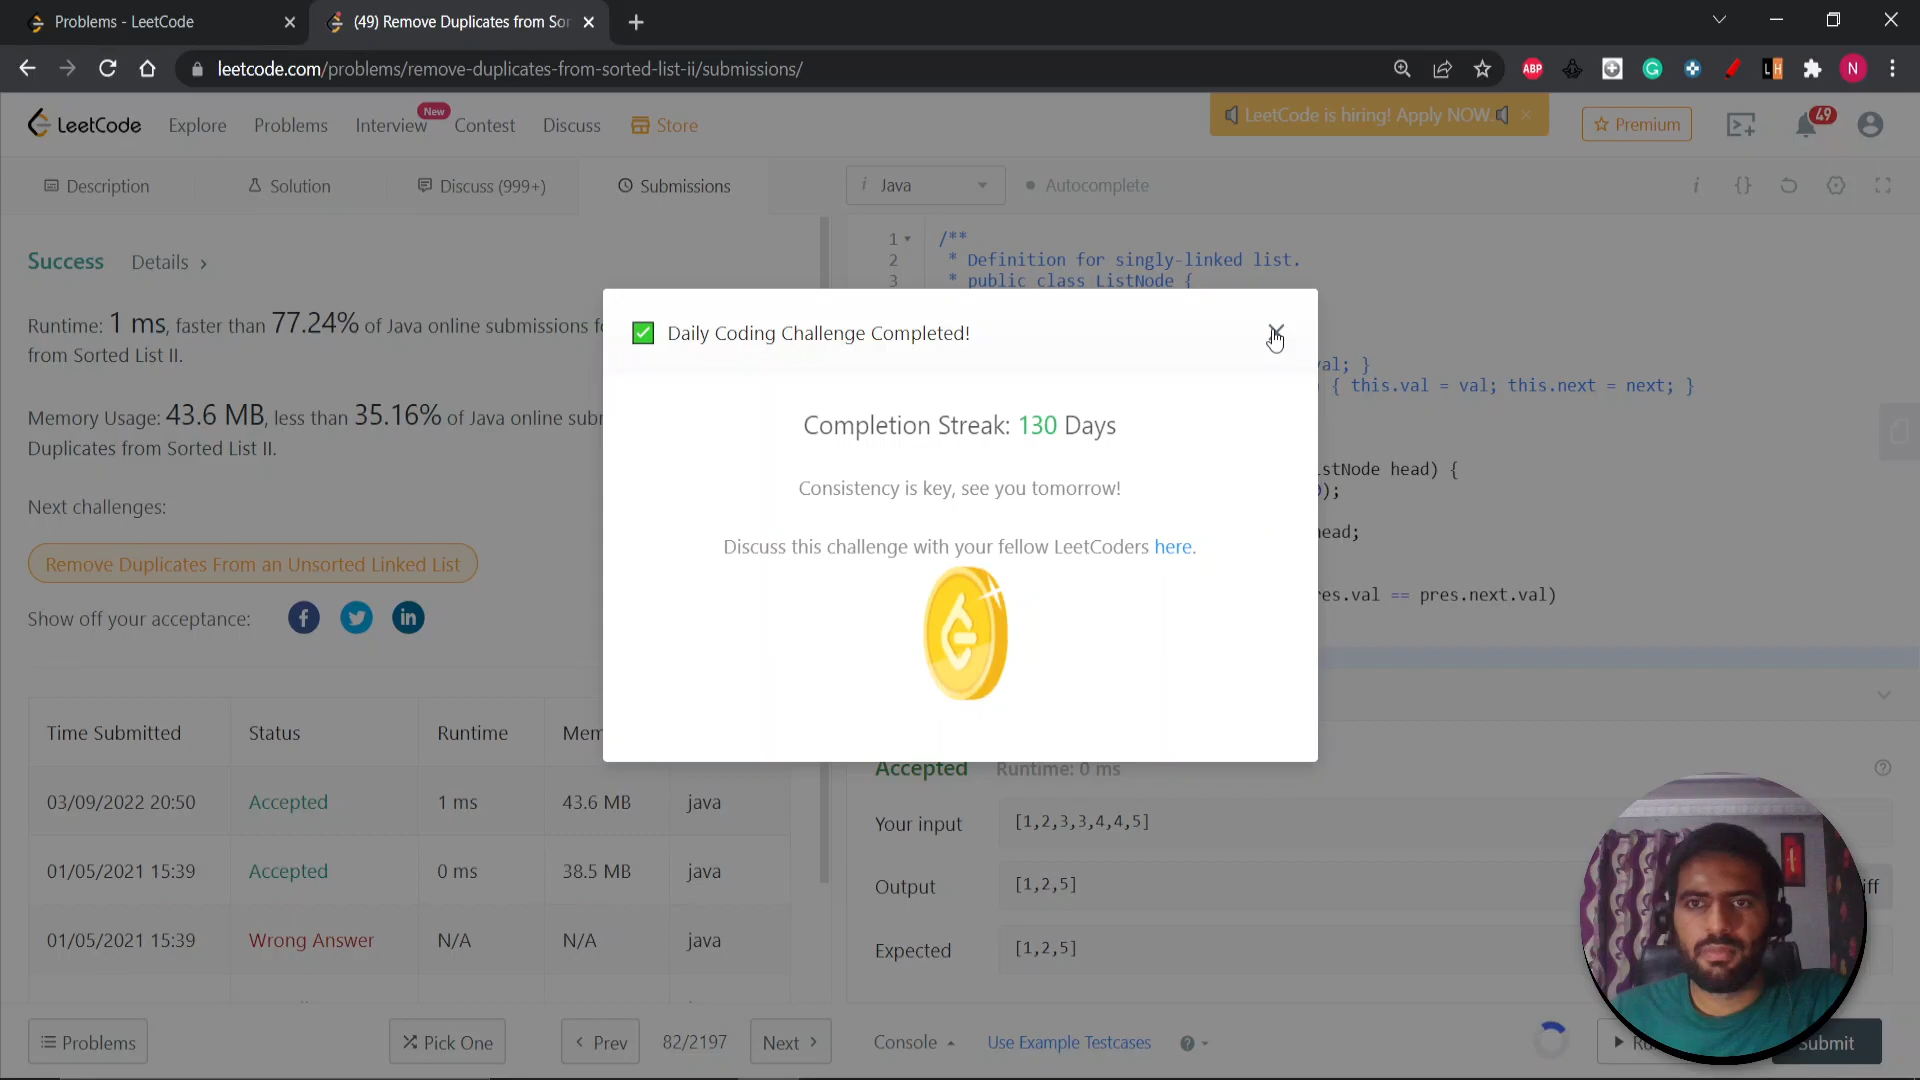 Problems - LeetCode
(49) Remove Duplicates from Sor
leetcode.com/problems/remove-duplicates-from-sorted-list-ii/submissions/
ABP
LH
N
LeetCode
Explore
Problems
Interview
New
Contest
Discuss
Store
LeetCode is hiring! Apply NOW.
Premium
49
Description
Solution
Discuss (999+)
Submissions
i Java
Autocomplete
Success Details >
Runtime: 1 ms, faster than 77.24% of Java online submissions f
from Sorted List II.
Memory Usage: 43.6 MB, less than 35.16% of Java online subr
Duplicates from Sorted List II.
Next challenges:
Remove Duplicates From an Unsorted Linked List
Show off your acceptance:
Time Submitted Status Runtime Mem
03/09/2022 20:50 Accepted 1 ms 43.6 MB java
01/05/2021 15:39 Accepted 0 ms 38.5 MB java
01/05/2021 15:39 Wrong Answer N/A N/A java
1 /**
2 * Definition for singly-linked list.
3 * public class ListNode {
val; }
{ this.val = val; this.next = next; }
stNode head) {
);
ead;
es.val == pres.next.val)
Daily Coding Challenge Completed!
Completion Streak: 130 Days
Consistency is key, see you tomorrow!
Discuss this challenge with your fellow LeetCoders here.
Accepted Runtime: 0 ms
Your input [1,2,3,3,4,4,5]
Output [1,2,5]
iff
Expected [1,2,5]
Problems
Pick One
< Prev
82/2197
Next >
Console
Use Example Testcases
Submit